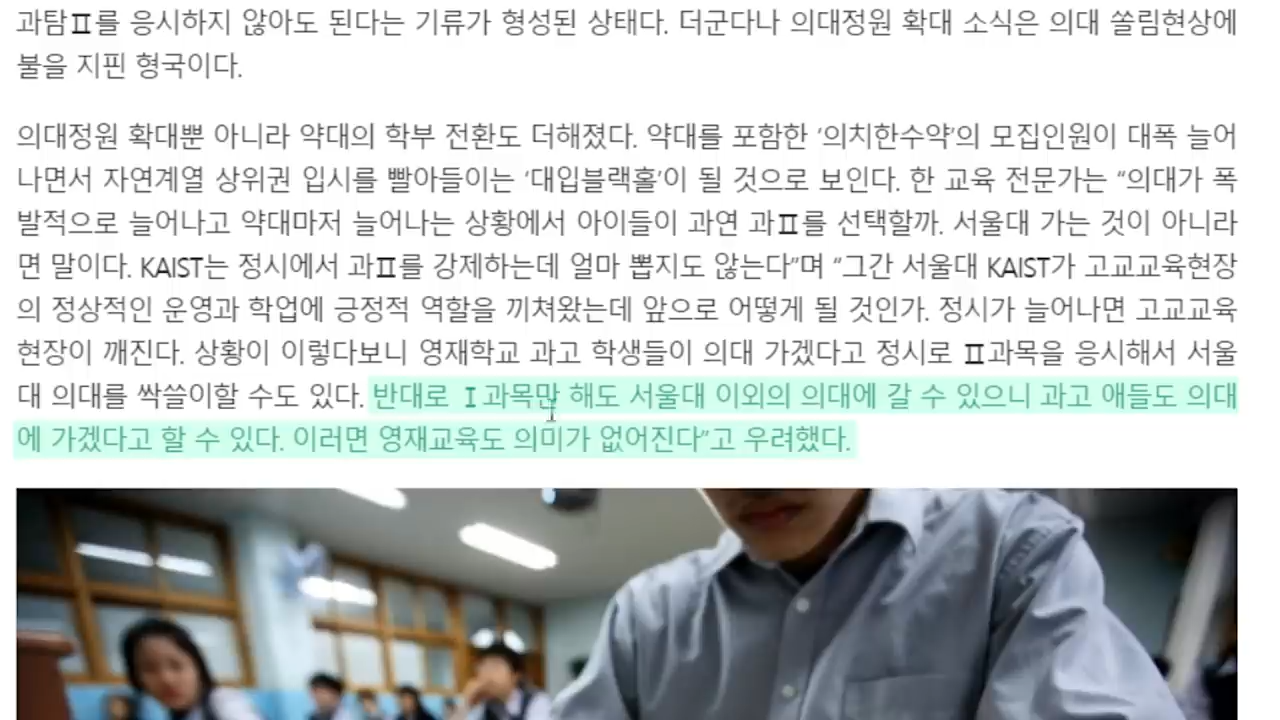 과탐Ⅱ를 응시하지 않아도 된다는 기류가 형성된 상태다. 더군다나 의대정원 확대 소식은 의대 쏠림현상에
불을 지핀 형국이다.
의대정원 확대뿐 아니라 약대의 학부 전환도 더해졌다. 약대를 포함한 ‘의치한수약’의 모집인원이 대폭 늘어
나면서 자연계열 상위권 입시를 빨아들이는 ‘대입블랙홀’이 될 것으로 보인다. 한 교육 전문가는 “의대가 폭
발적으로 늘어나고 약대마저 늘어나는 상황에서 아이들이 과연 과Ⅱ를 선택할까. 서울대 가는 것이 아니라
면 말이다. KAIST는 정시에서 과Ⅱ를 강제하는데 얼마 뽑지도 않는다”며 “그간 서울대 KAIST가 고교교육현장
의 정상적인 운영과 학업에 긍정적 역할을 끼쳐왔는데 앞으로 어떻게 될 것인가. 정시가 늘어나면 고교교육
현장이 깨진다. 상황이 이렇다보니 영재학교 과고 학생들이 의대 가겠다고 정시로 Ⅱ과목을 응시해서 서울
대 의대를 싹쓸이할 수도 있다. 반대로 Ⅰ과목만 해도 서울대 이외의 의대에 갈 수 있으니 과고 애들도 의대
에 가겠다고 할 수 있다. 이러면 영재교육도 의미가 없어진다”고 우려했다.